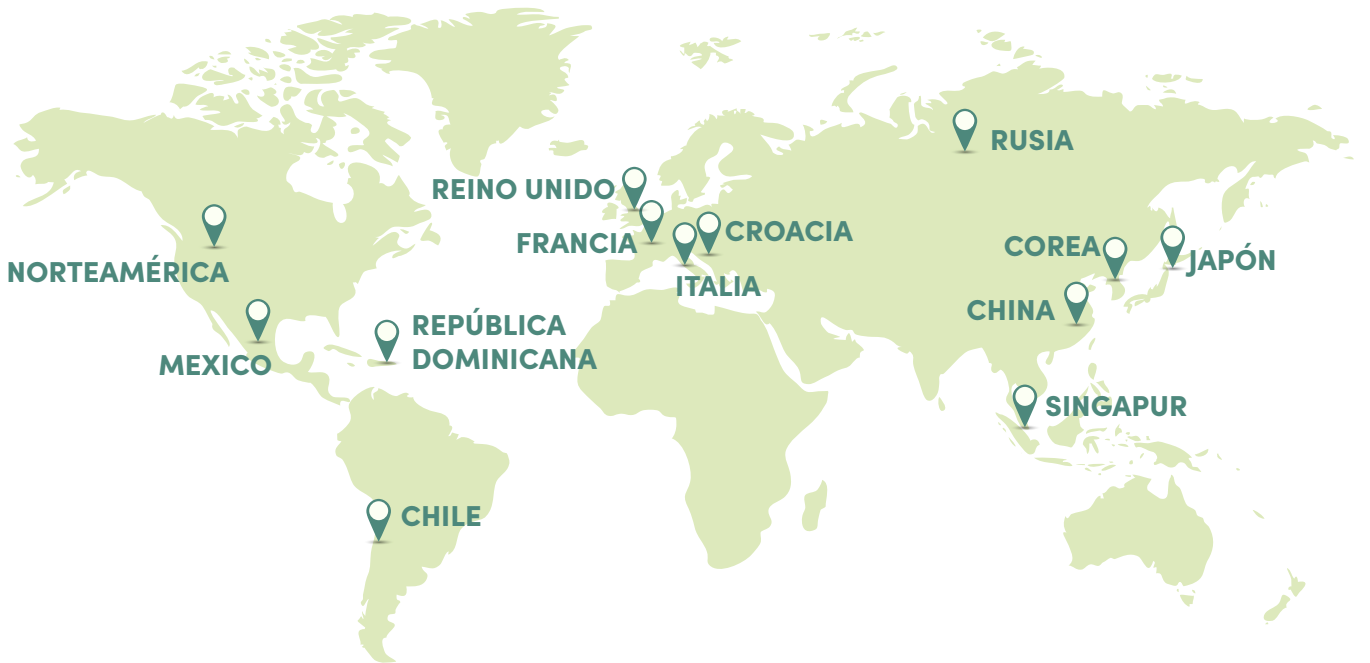 RUSIA
REINO UNIDO
CROACIA
FRANCIA
COREA
JAPÓN
NORTEAMÉRICA
ITALIA
CHINA
REPÚBLICA
DOMINICANA
MEXICO
SINGAPUR
CHILE